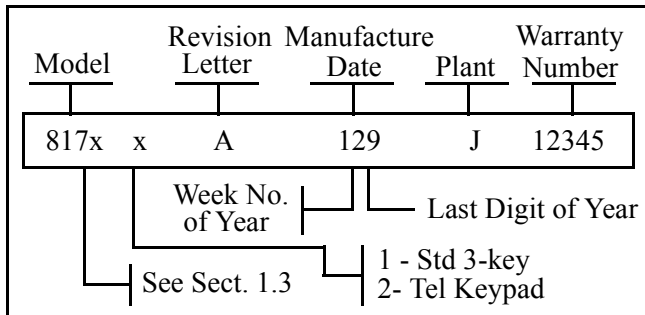 Model
Revision
Letter
Manufacture
Date
Plant
Warranty
Number
817x x A 129 J 12345
Week No.
of Year
Last Digit of Year
See Sect. 1.3
1 - Std 3-key
2- Tel Keypad